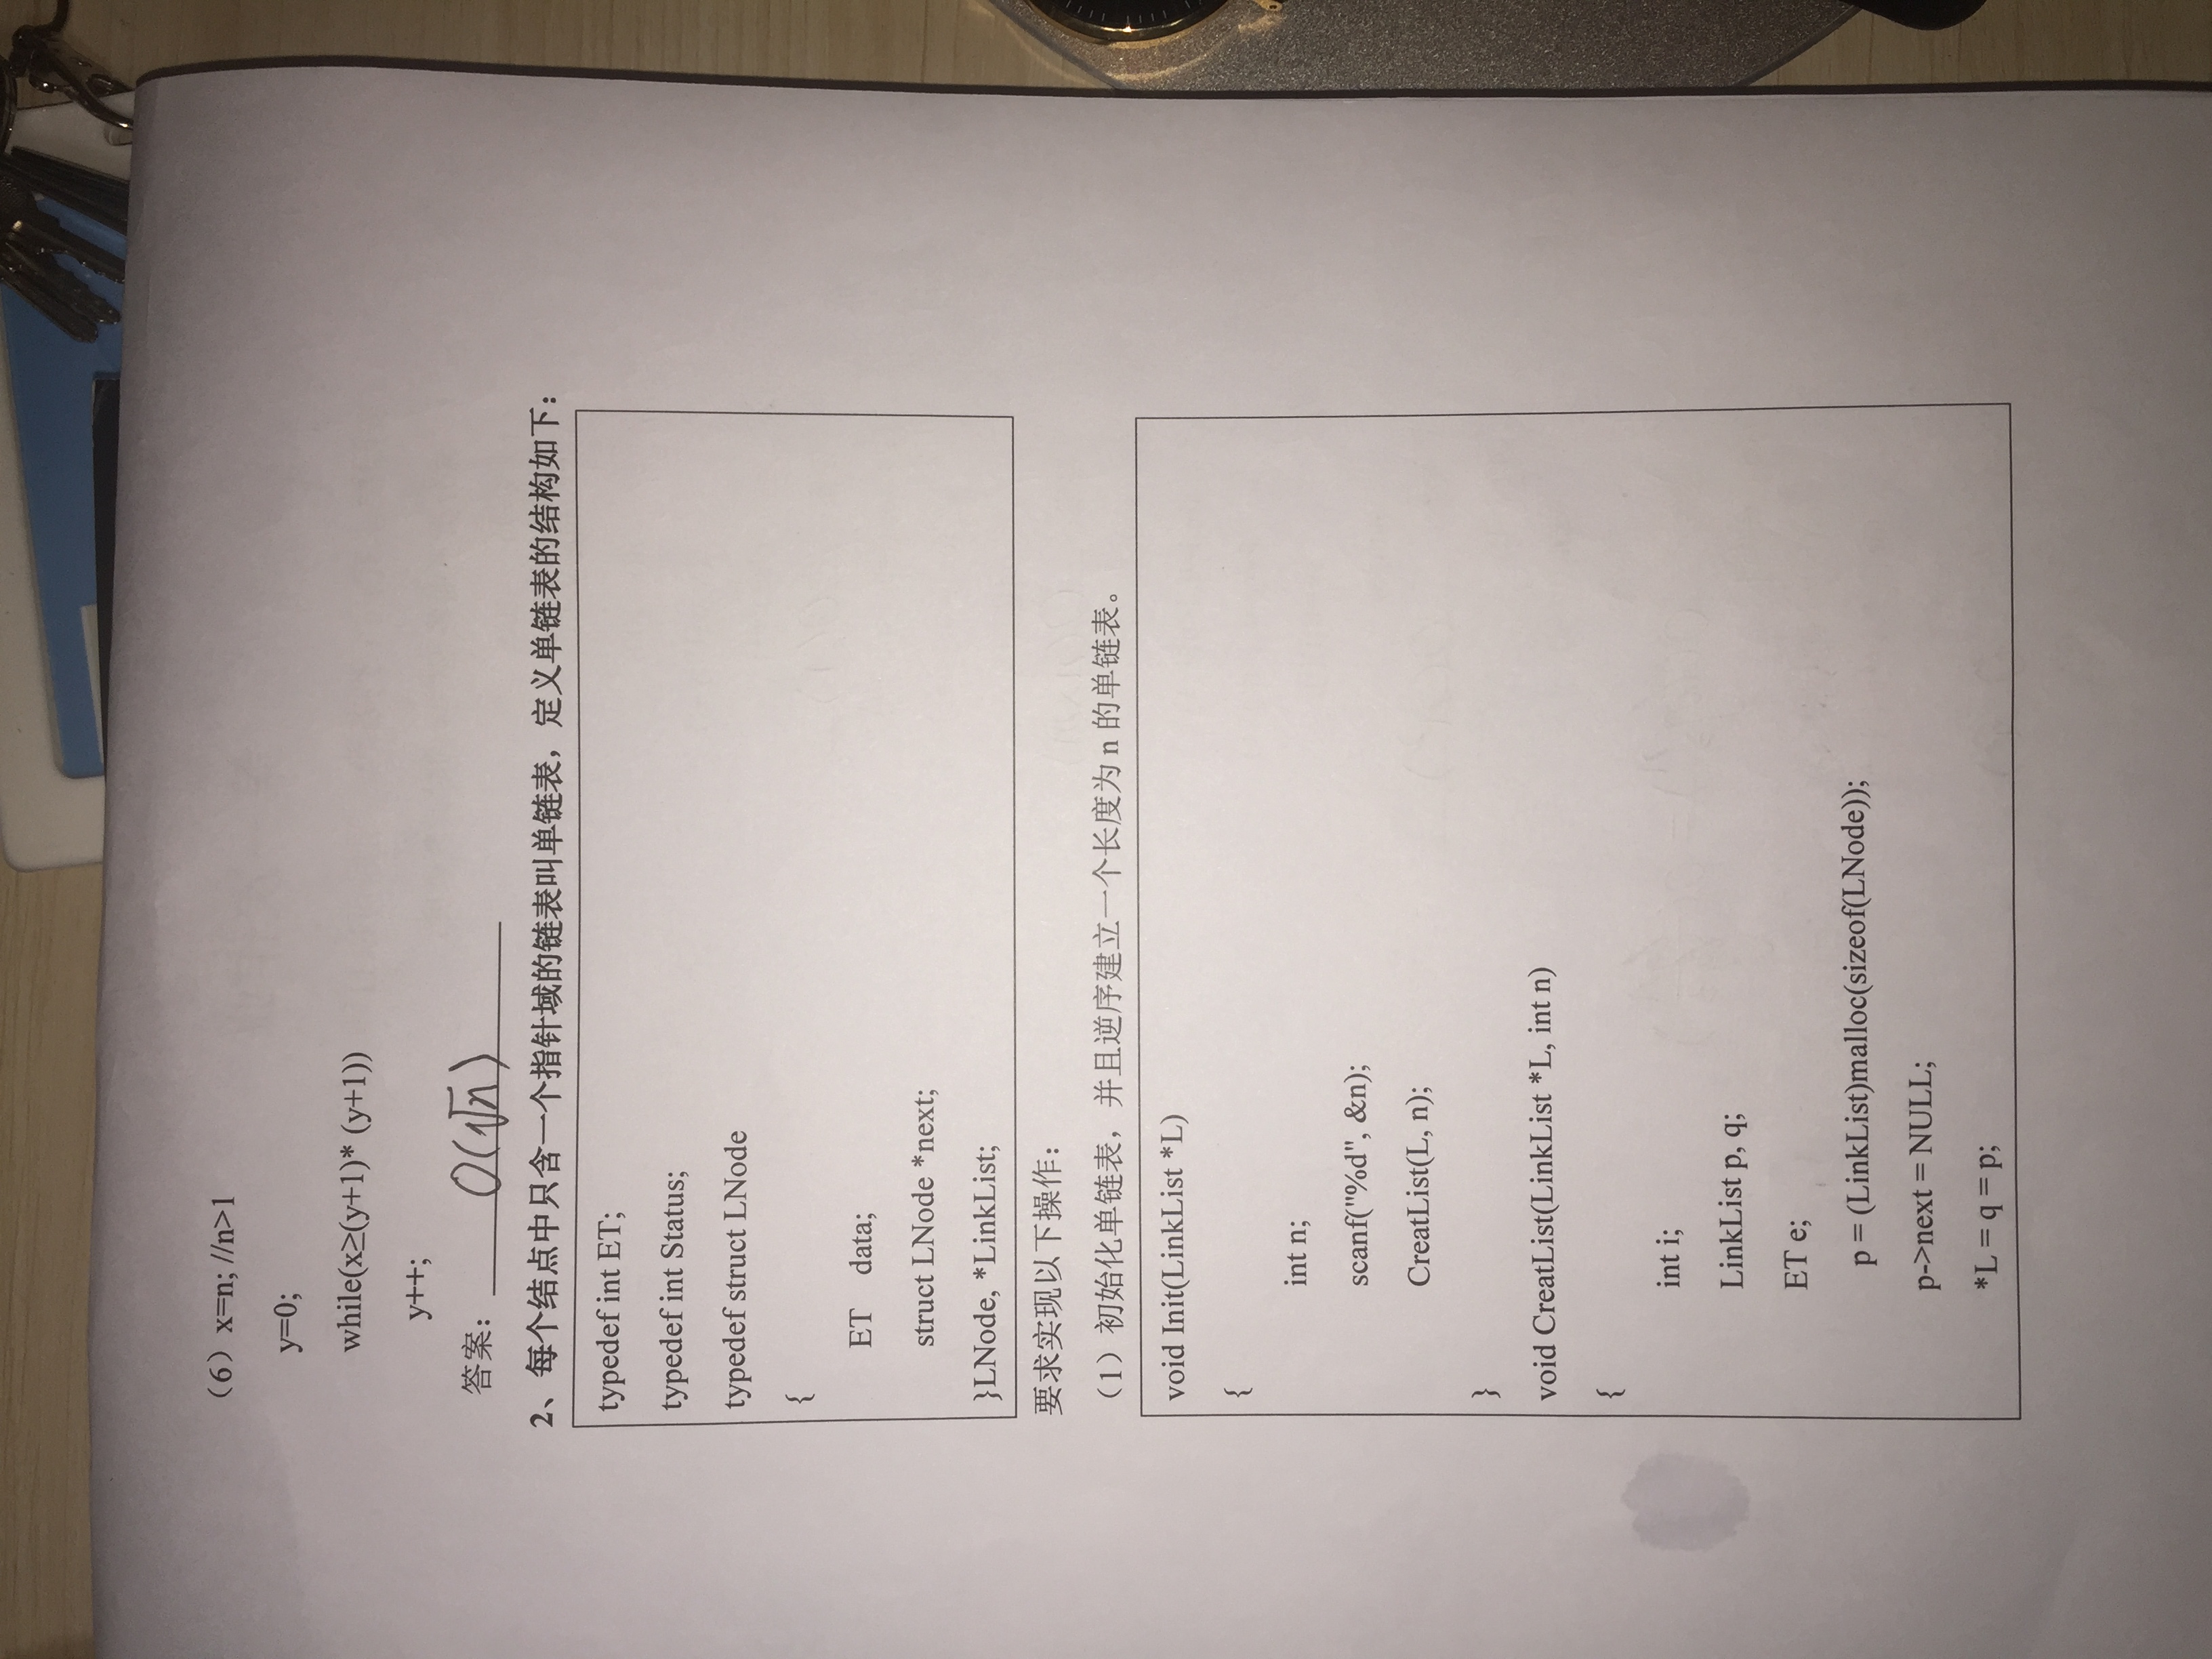 （6）x=n; //n>1
y=0;
while(x≥(y+1)* (y+1))
y++;
答案： O(√n)
2、每个结点中只含一个指针域的链表叫单链表，定义单链表的结构如下：
typedef int ET;
typedef int Status;
typedef struct LNode
{
ET data;
struct LNode *next;
}LNode, *LinkList;
要求实现以下操作：
（1）初始化单链表，并且逆序建立一个长度为 n 的单链表。
void Init(LinkList *L)
{
int n;
scanf("%d", &n);
CreatList(L, n);
}
void CreatList(LinkList *L, int n)
{
int i;
LinkList p, q;
ET e;
p = (LinkList)malloc(sizeof(LNode));
p->next = NULL;
*L = q = p;